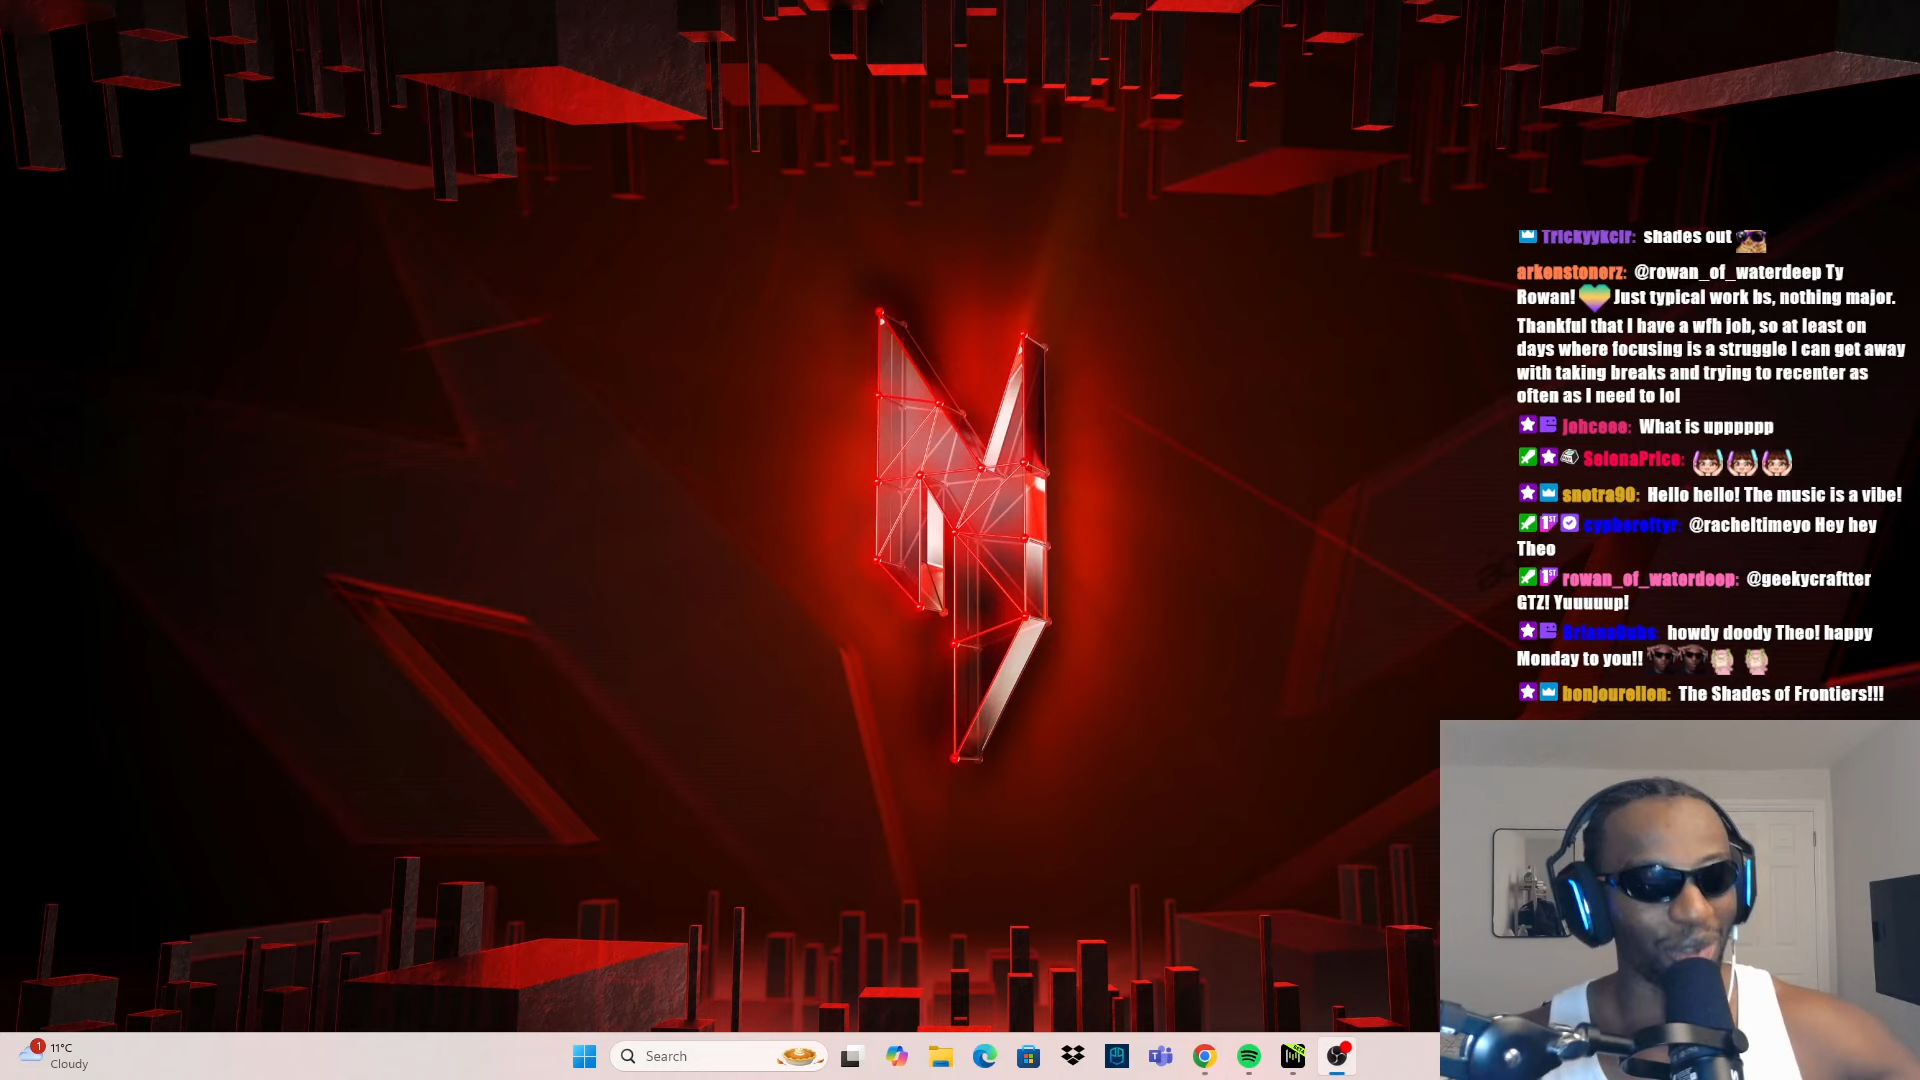 Trickyykclr: shades out
arkonstonerz: @rowan_of_waterdeep Ty
Rowan! Just typical work bs, nothing major.
Thankful that I have a wfh job, so at least on
days where focusing is a struggle I can get away
with taking breaks and trying to recenter as
often as I need to lol
What is upppppp
SelenaPrice:
snotra90: Hello hello! The music is a vibe!
@racheltimeyo Hey hey
Theo
rowan_of_waterdeep: @geekycraftter
GTZ! Yuuuuup!
howdy doody Theo! happy
Monday to you!!
bonjourellen: The Shades of Frontiers!!!
1
11°C
Cloudy
Search